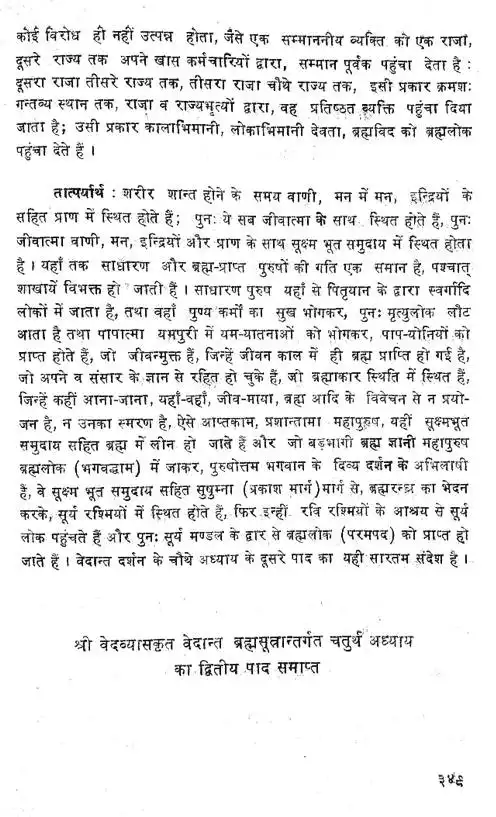 कोई विरोध ही नहीं उत्पन्न होता, जैसे एक सम्माननीय व्यक्ति को एक राजा,
दूसरे राज्य तक अपने खास कर्मचारियों द्वारा, सम्मान पूर्वक पहुंचा देता है :
दूसरा राजा तीसरे राज्य तक, तीसरा राजा चौथे राज्य तक, इसी प्रकार क्रमशः
गन्तव्य स्थान तक, राजा व राज्यभृत्यों द्वारा, वह प्रतिष्ठत व्यक्ति पहुंचा दिया
जाता है; उसी प्रकार कालाभिमानी, लोकाभिमानी देवता, ब्रह्मविद को ब्रह्मलोक
पहुंचा देते हैं ।
तात्पर्यार्थ : शरीर शान्त होने के समय वाणी, मन में मन, इन्द्रियों के
सहित प्राण में स्थित होते हैं; पुनः ये सब जीवात्मा के साथ स्थित होते हैं, पुनः
जीवात्मा वाणी, मन, इन्द्रियों और प्राण के साथ सूक्ष्म भूत समुदाय में स्थित होता
है । यहाँ तक साधारण और ब्रह्म-प्राप्त पुरुषों की गति एक समान है, पश्चात्
शाखायें विभक्त हो जाती हैं । साधारण पुरुष यहाँ से पितृयान के द्वारा स्वर्गादि
लोकों में जाता है, तथा वहाँ पुण्य कर्मों का सुख भोगकर, पुनः मृत्युलोक लौट
आता है तथा पापात्मा यमपुरी में यम-यातनाओं को भोगकर, पाप-योनियों को
प्राप्त होते हैं, जो जीवन्मुक्त हैं, जिन्हें जीवन काल में ही ब्रह्म प्राप्ति हो गई है,
जो अपने व संसार के ज्ञान से रहित हो चुके हैं, जो ब्रह्माकार स्थिति में स्थित हैं,
जिन्हें कहीं आना-जाना, यहाँ-वहाँ, जीव-माया, ब्रह्म आदि के विवेचन से न प्रयो-
जन है, न उनका स्मरण है, ऐसे आप्तकाम, प्रशान्तामा महापुरुष, यहीं सूक्ष्मभूत
समुदाय सहित ब्रह्म में लीन हो जाते हैं और जो बड़भागी ब्रह्म ज्ञानी महापुरुष
ब्रह्मलोक (भगवद्धाम) में जाकर, पुरुषोत्तम भगवान के दिव्य दर्शन के अभिलाषी
हैं, वे सूक्ष्म भूत समुदाय सहित सुषुम्ना (प्रकाश मार्ग)मार्ग से, ब्रह्मरन्ध्र का भेदन
करके, सूर्य रश्मियों में स्थित होते हैं, फिर इन्हीं रवि रश्मियों के आश्रय से सूर्य
लोक पहुंचते हैं और पुनः सूर्य मण्डल के द्वार से ब्रह्मलोक (परमपद) को प्राप्त हो
जाते हैं । वेदान्त दर्शन के चौथे अध्याय के दूसरे पाद का यही सारतम संदेश है ।
श्री वेदव्यासकृत वेदान्त ब्रह्मसूत्रान्तर्गत चतुर्थ अध्याय
का द्वितीय पाद समाप्त
३४९